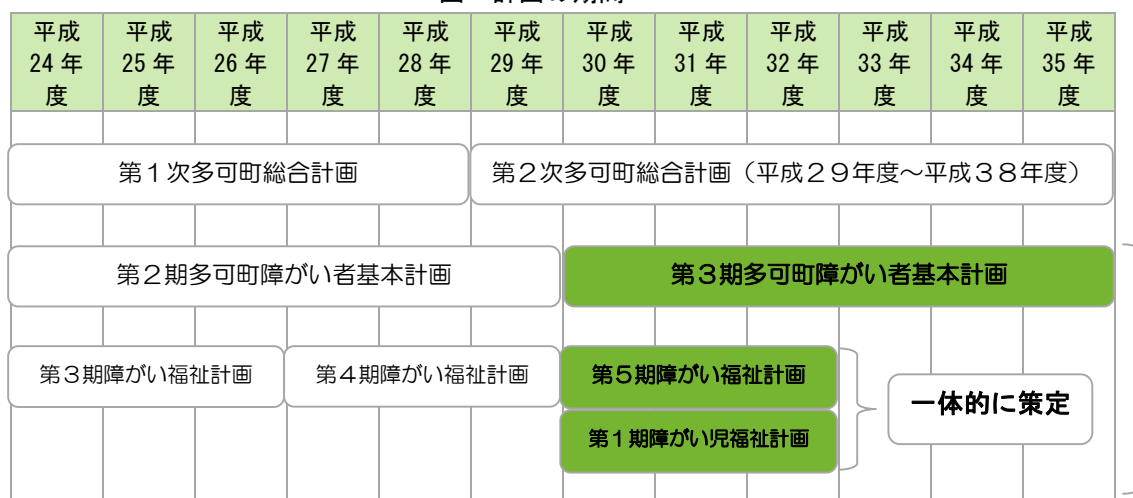 平成 平成 平成 平成 平成 平成 平成 平成 平成 平成 平成 平成
24年 25年 26年 27年 28年 29年 30年 31年 32年 33年 34年 35年
度 度 度 度 度 度 度 度 度 度 度 度
第1次多可町総合計画 第2次多可町総合計画（平成29年度～平成38年度）
第2期多可町障がい者基本計画 第3期多可町障がい者基本計画
第3期障がい福祉計画 第4期障がい福祉計画 第5期障がい福祉計画
一体的に策定
第1期障がい児福祉計画